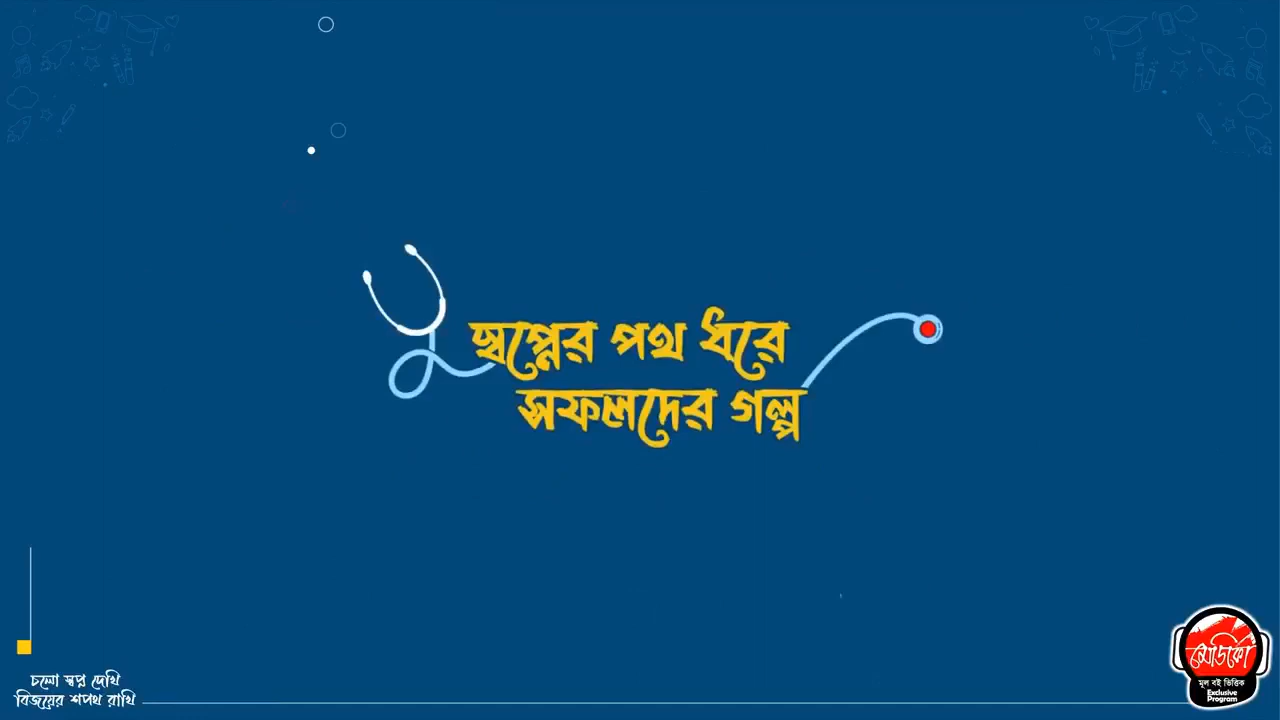 স্বপ্নের পথ ধরে
সফলদের গল্প
চলো স্বপ্ন দেখি
বিজয়ের শপথ রাখি
মেডিকো
মূল বই ভিত্তিক
Exclusive
Program